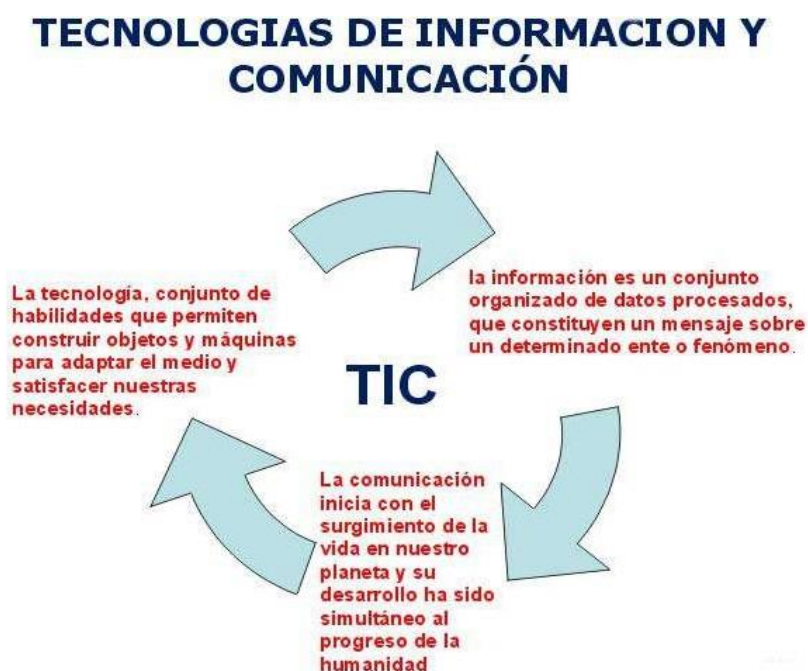 TECNOLOGIAS DE INFORMACION Y
COMUNICACIÓN
La tecnología, conjunto de
habilidades que permiten
construir objetos y máquinas
para adaptar el medio y
satisfacer nuestras
necesidades.
la información es un conjunto
organizado de datos procesados,
que constituyen un mensaje sobre
un determinado ente o fenómeno.
TIC
La comunicación
inicia con el
surgimiento de la
vida en nuestro
planeta y su
desarrollo ha sido
simultáneo al
progreso de la
humanidad